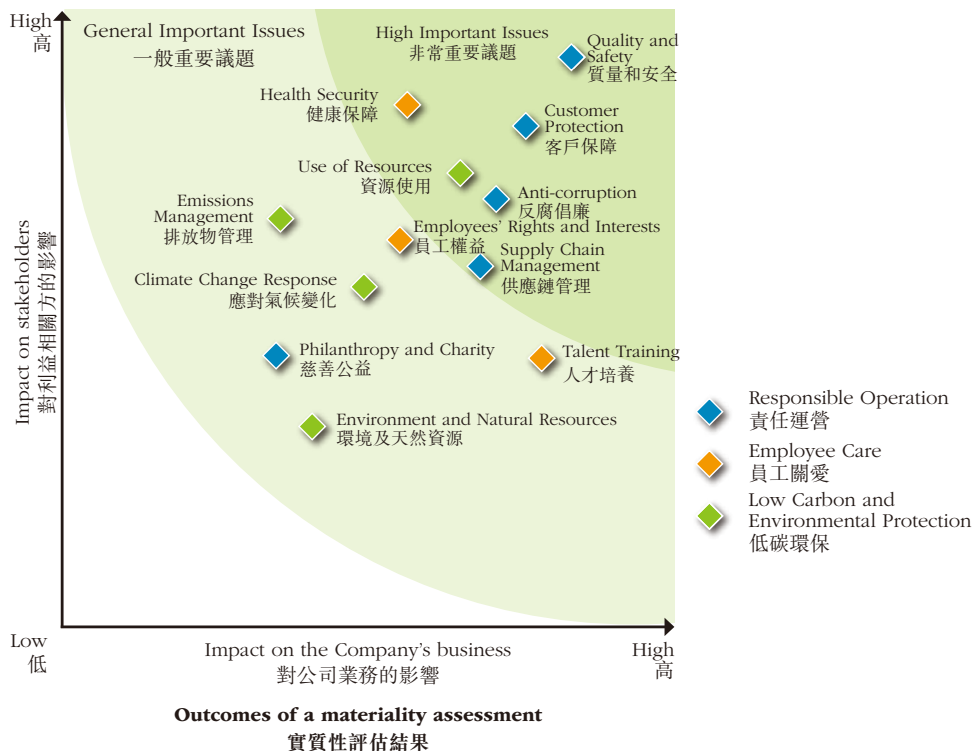 High
高
General Important Issues
一般重要議題
High Important Issues
非常重要議題
Quality and
Safety
質量和安全
Health Security
健康保障
Customer
Protection
客戶保障
Use of Resources
資源使用
Anti-corruption
反腐倡廉
Emissions
Management
排放物管理
Employees' Rights and Interests
員工權益
Supply Chain
Management
供應鏈管理
Climate Change Response
應對氣候變化
Philanthropy and Charity
慈善公益
Talent Training
人才培養
Environment and Natural Resources
環境及天然資源
Impact on stakeholders
對利益相關方的影響
Responsible Operation
責任運營
Employee Care
員工關愛
Low Carbon and
Environmental Protection
低碳環保
Low
低
Impact on the Company's business
對公司業務的影響
High
高
Outcomes of a materiality assessment
實質性評估結果